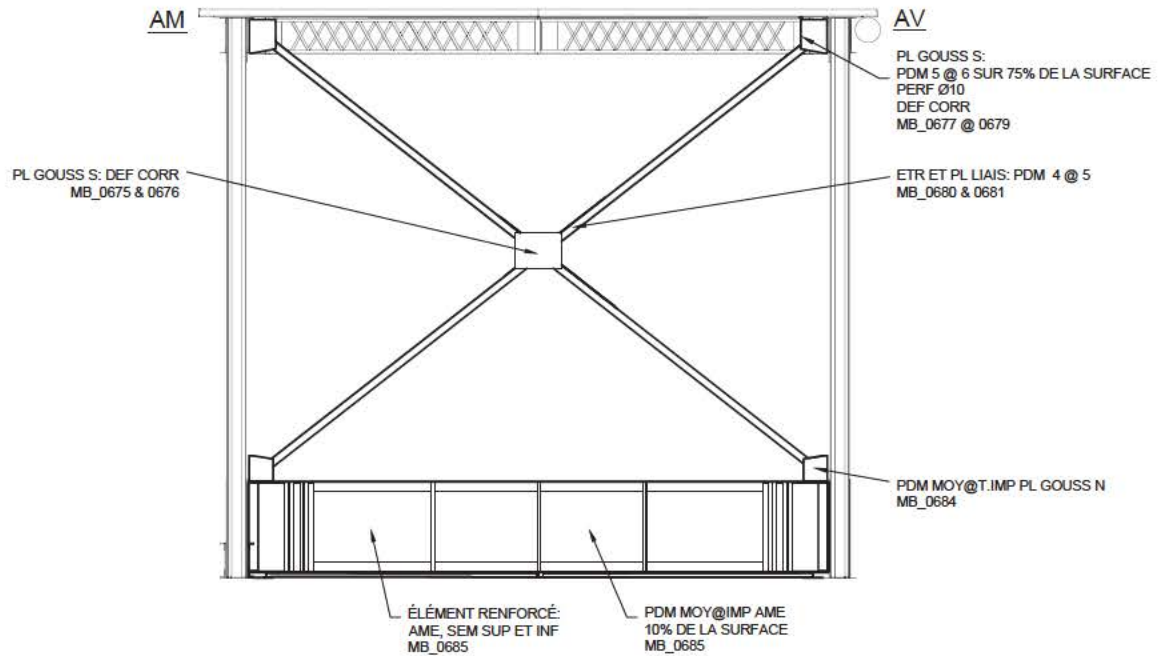 AM
AV
PL GOUSS S:
PDM 5 @ 6 SUR 75% DE LA SURFACE
PERF Ø10
DEF CORR
MB_0677 @ 0679
PL GOUSS S: DEF CORR
MB_0675 & 0676
ETR ET PL LIAIS: PDM 4 @ 5
MB_0680 & 0681
PDM MOY@T.IMP PL GOUSS N
MB_0684
ÉLÉMENT RENFORCÉ:
AME, SEM SUP ET INF
MB_0685
PDM MOY@IMP AME
10% DE LA SURFACE
MB_0685